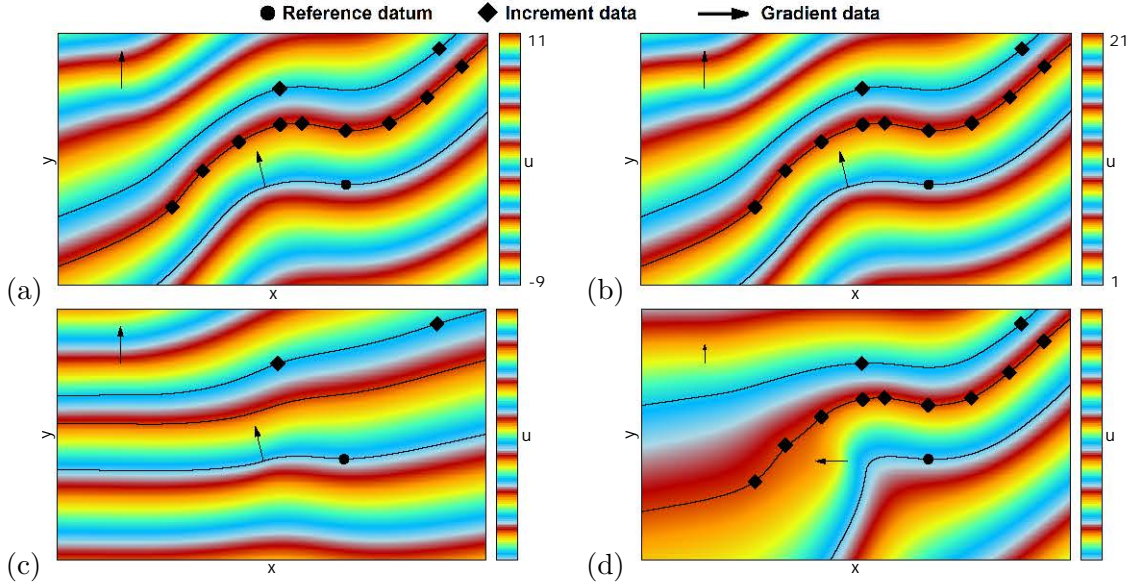 Reference datum Increment data Gradient data
11 21
y u y u
(a) -9 (b) 1
x x
y u y u
(c) (d)
x x